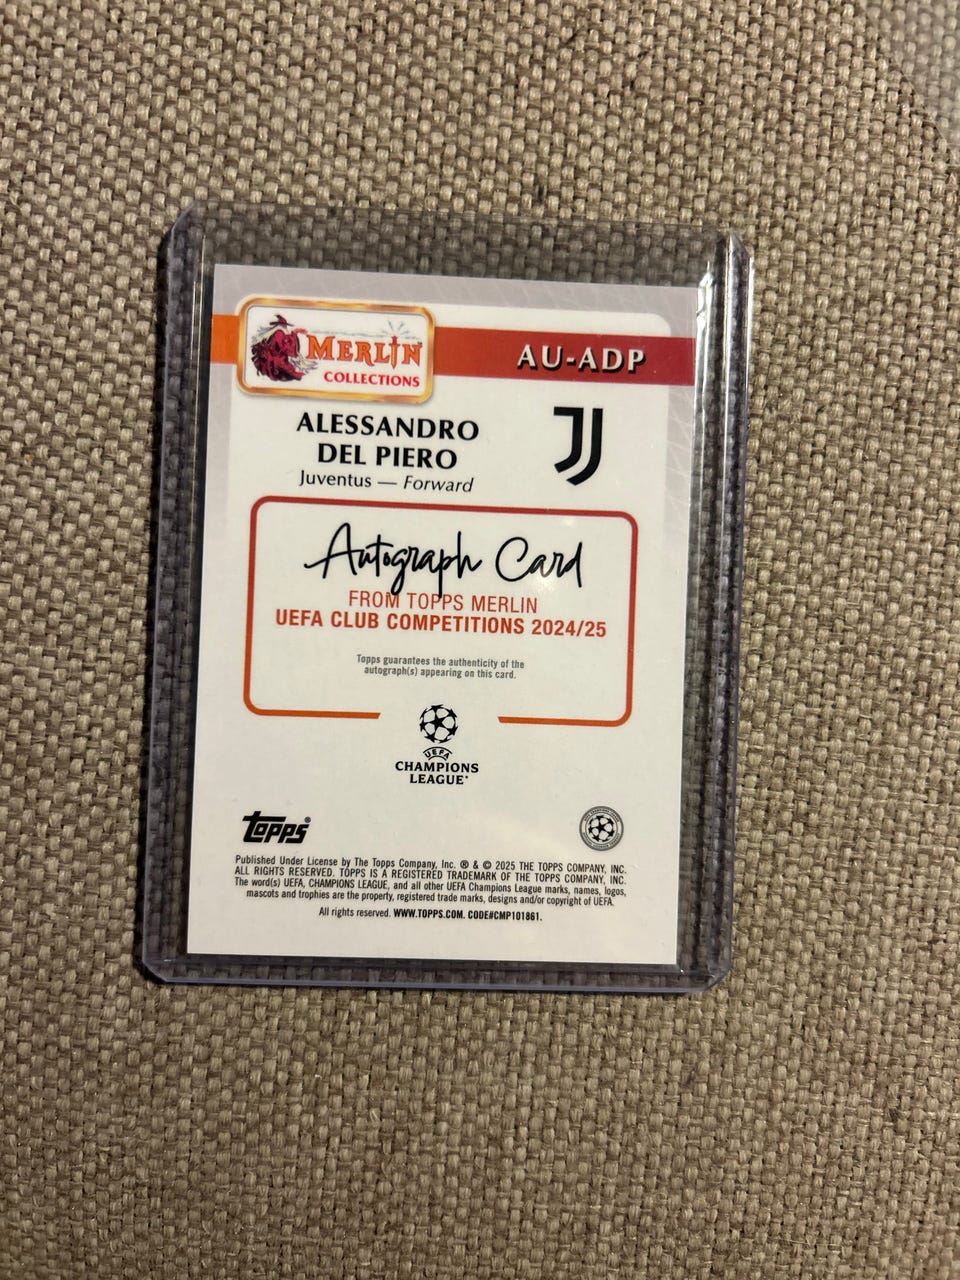 MERLIN
COLLECTIONS
AU-ADP
ALESSANDRO
DEL PIERO
Juventus — Forward
Autograph Card
FROM TOPPS MERLIN
UEFA CLUB COMPETITIONS 2024/25
Topps guarantees the authenticity of the
autograph(s) appearing on this card.
UEFA
CHAMPIONS
LEAGUE
topps®
Published Under License by The Topps Company, Inc. ® & © 2025 THE TOPPS COMPANY, INC.
ALL RIGHTS RESERVED. TOPPS IS A REGISTERED TRADEMARK OF THE TOPPS COMPANY, INC.
The word(s) UEFA, CHAMPIONS LEAGUE, and all other UEFA Champions League marks, names, logos,
mascots and trophies are the property, registered trade marks, designs and/or copyright of UEFA.
All rights reserved. WWW.TOPPS.COM. CODE#CMP101861.